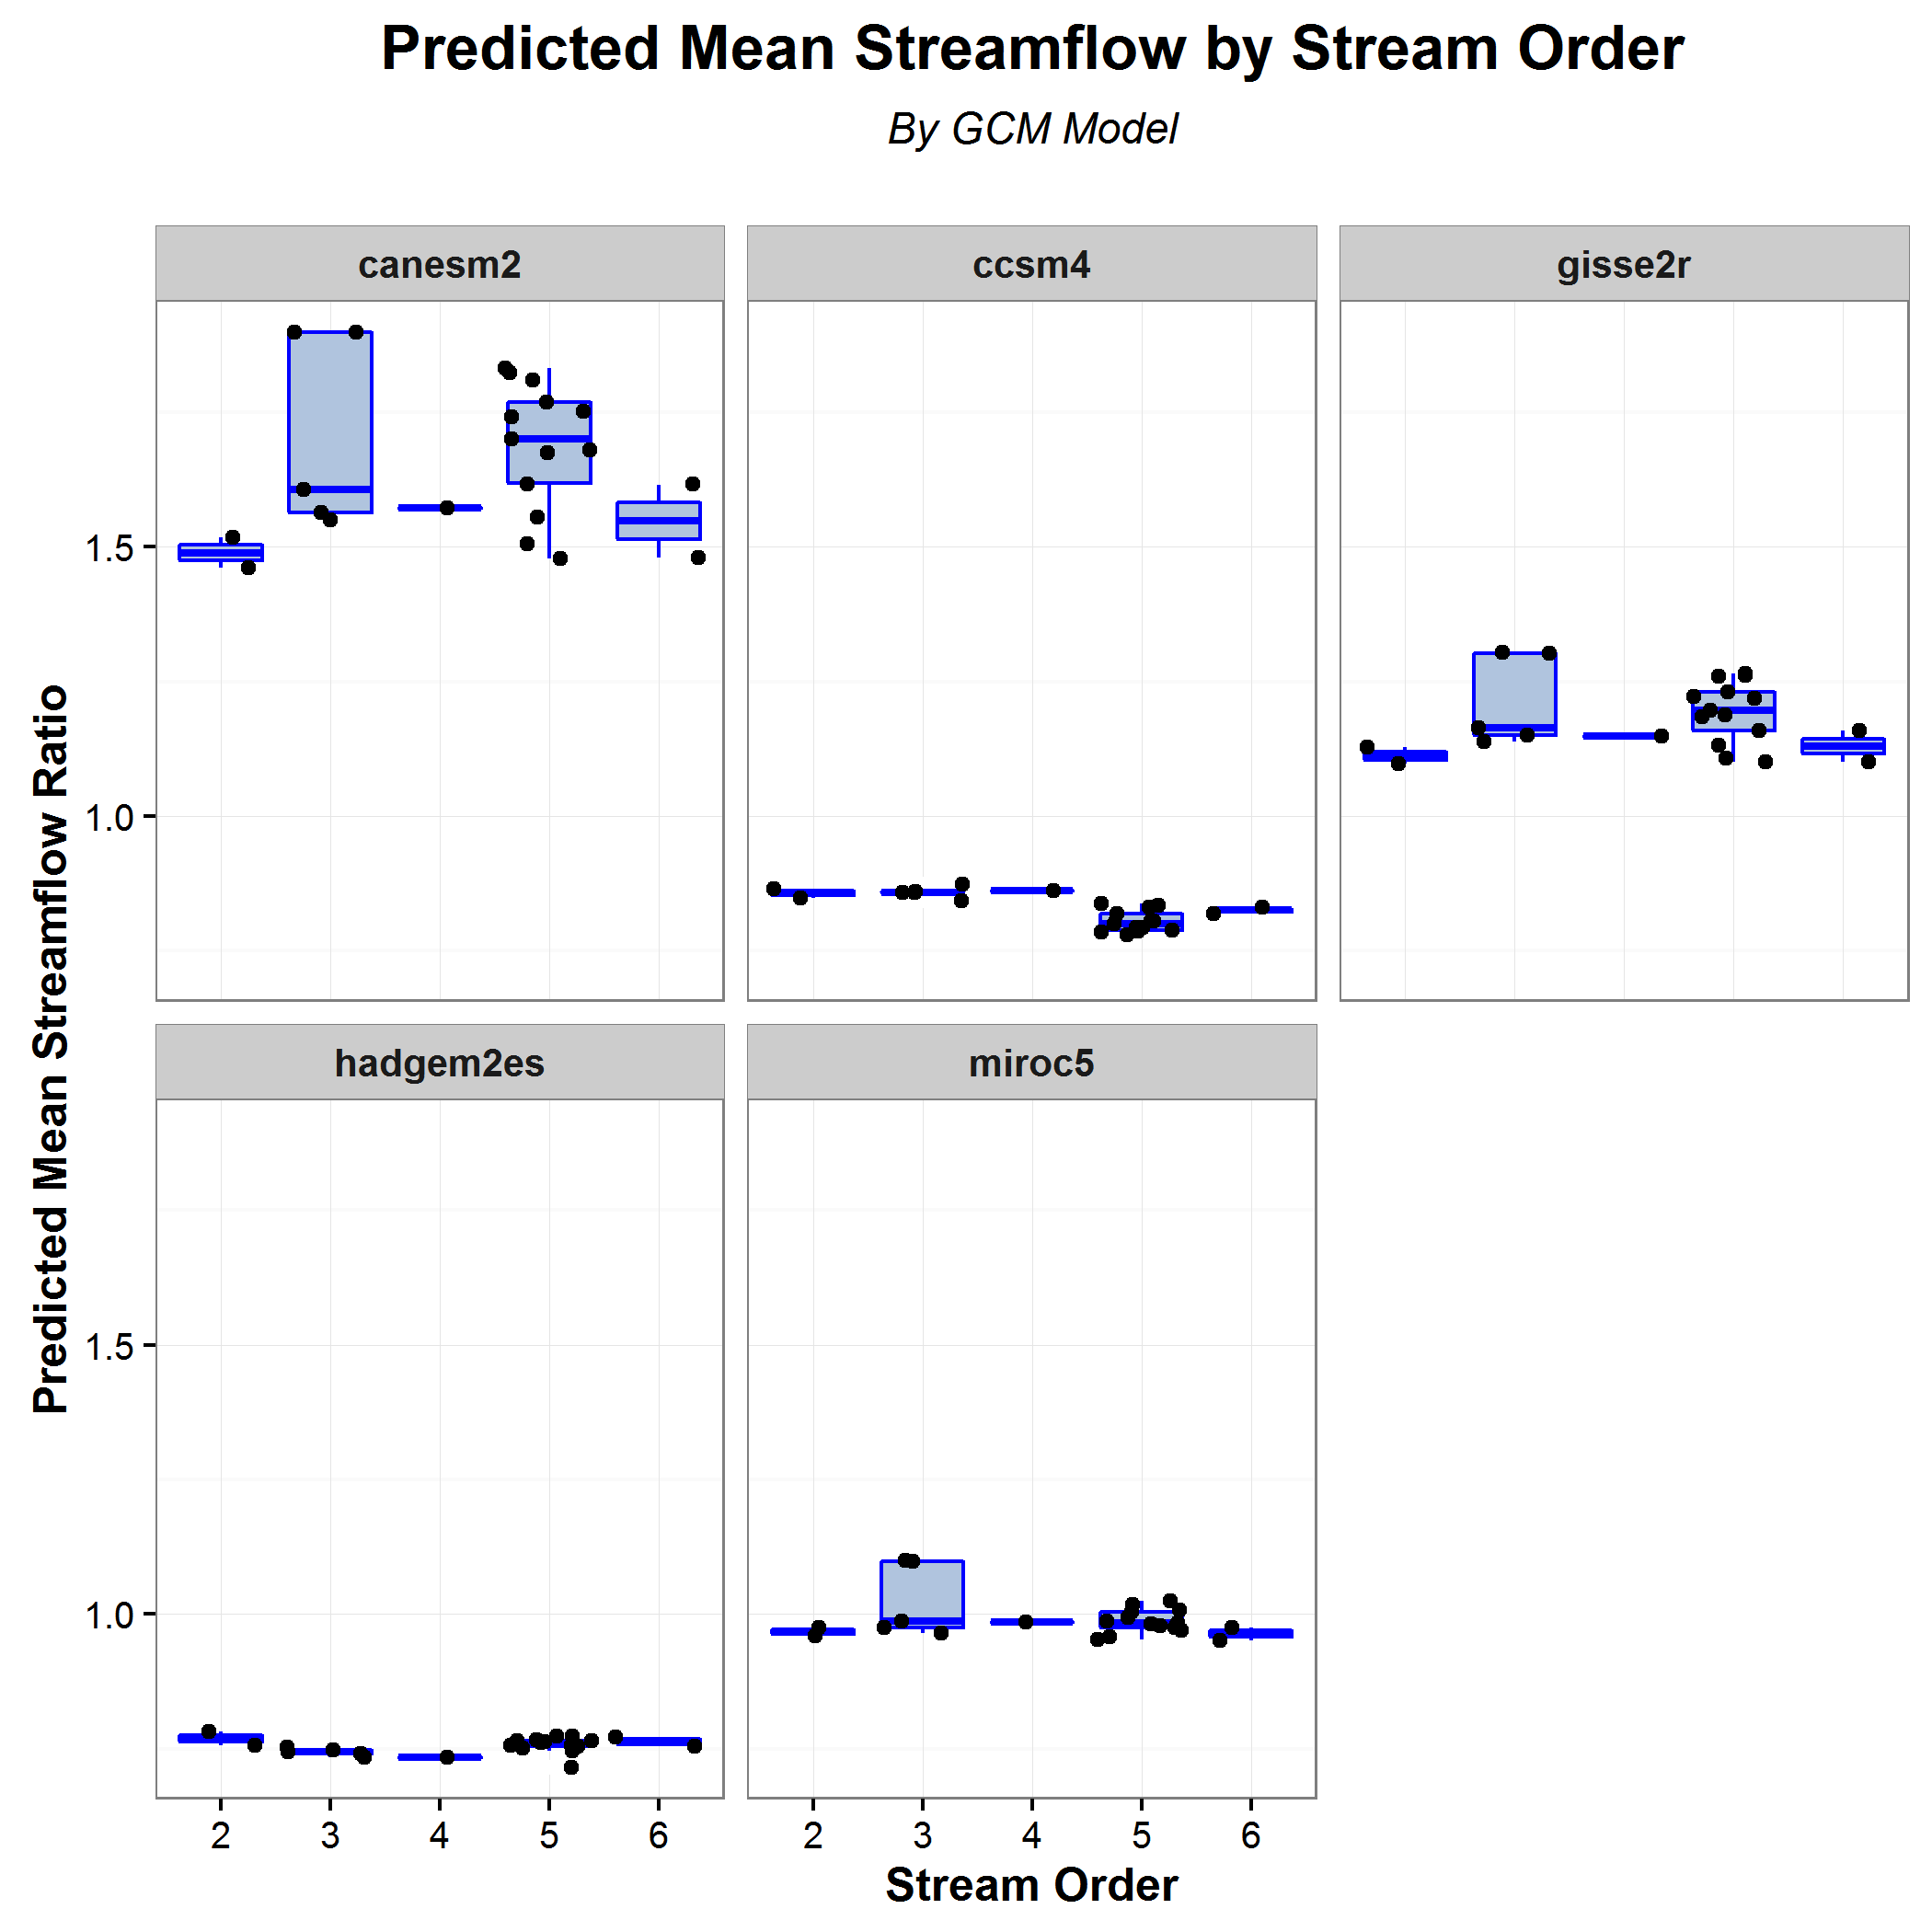 Predicted Mean Streamflow by Stream Order
By GCM Model
canesm2
ccsm4
gisse2r
1.5
1.0
Predicted Mean Streamflow Ratio
hadgem2es
miroc5
1.5
1.0
2 3 4 5 6
2 3 4 5 6
Stream Order